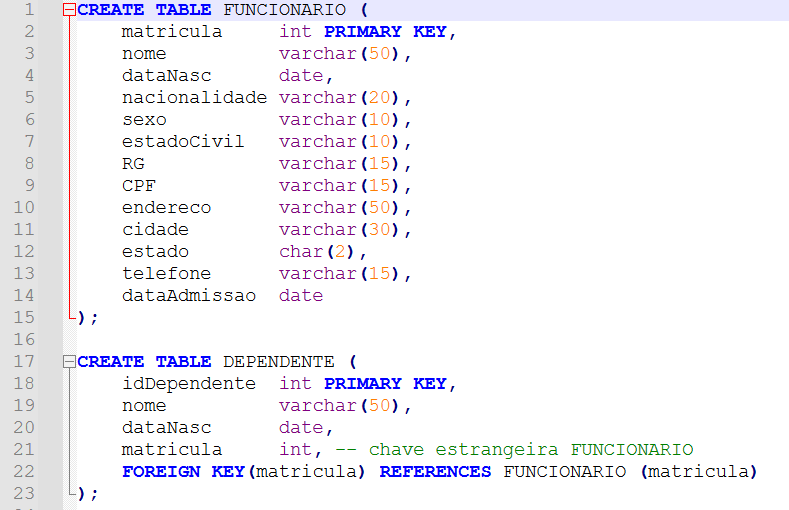 1 CREATE TABLE FUNCIONARIO (
2 matricula int PRIMARY KEY,
3 nome varchar(50),
4 dataNasc date,
5 nacionalidade varchar(20),
6 sexo varchar(10),
7 estadoCivil varchar(10),
8 RG varchar(15),
9 CPF varchar(15),
10 endereco varchar(50),
11 cidade varchar(30),
12 estado char(2),
13 telefone varchar(15),
14 dataAdmissao date
15 );
16
17 CREATE TABLE DEPENDENTE (
18 idDependente int PRIMARY KEY,
19 nome varchar(50),
20 dataNasc date,
21 matricula int, -- chave estrangeira FUNCIONARIO
22 FOREIGN KEY(matricula) REFERENCES FUNCIONARIO (matricula)
23 );